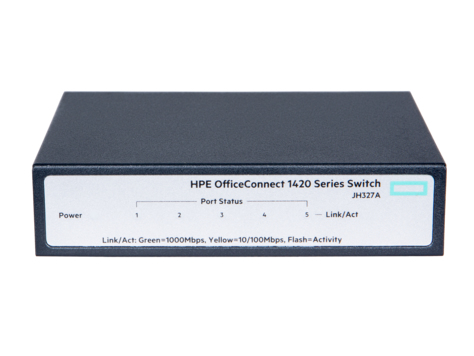 HPE OfficeConnect 1420 Series Switch
JH327A
Port Status
Power 1 2 3 4 5 Link/Act
Link/Act: Green=1000Mbps, Yellow=10/100Mbps, Flash=Activity